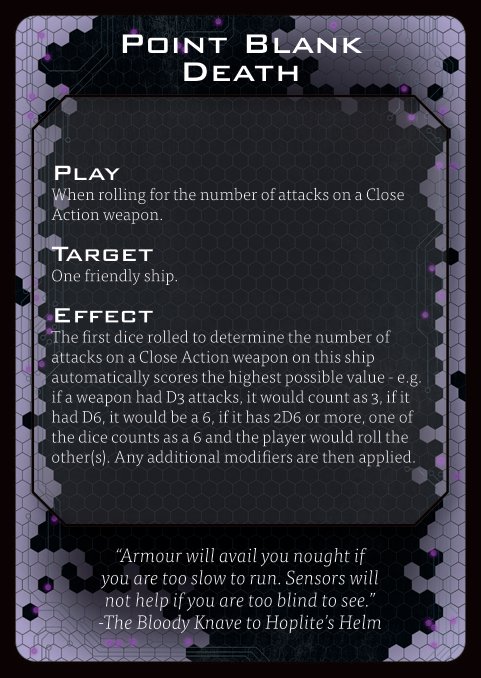 Point Blank
Death
Play
When rolling for the number of attacks on a Close
Action weapon.
Target
One friendly ship.
Effect
The first dice rolled to determine the number of
attacks on a Close Action weapon on this ship
automatically scores the highest possible value - e.g.
if a weapon had D3 attacks, it would count as 3, if it
had D6, it would be a 6, if it has 2D6 or more, one of
the dice counts as a 6 and the player would roll the
other(s). Any additional modifiers are then applied.
“Armour will avail you nought if
you are too slow to run. Sensors will
not help if you are too blind to see.”
-The Bloody Knave to Hoplite’s Helm